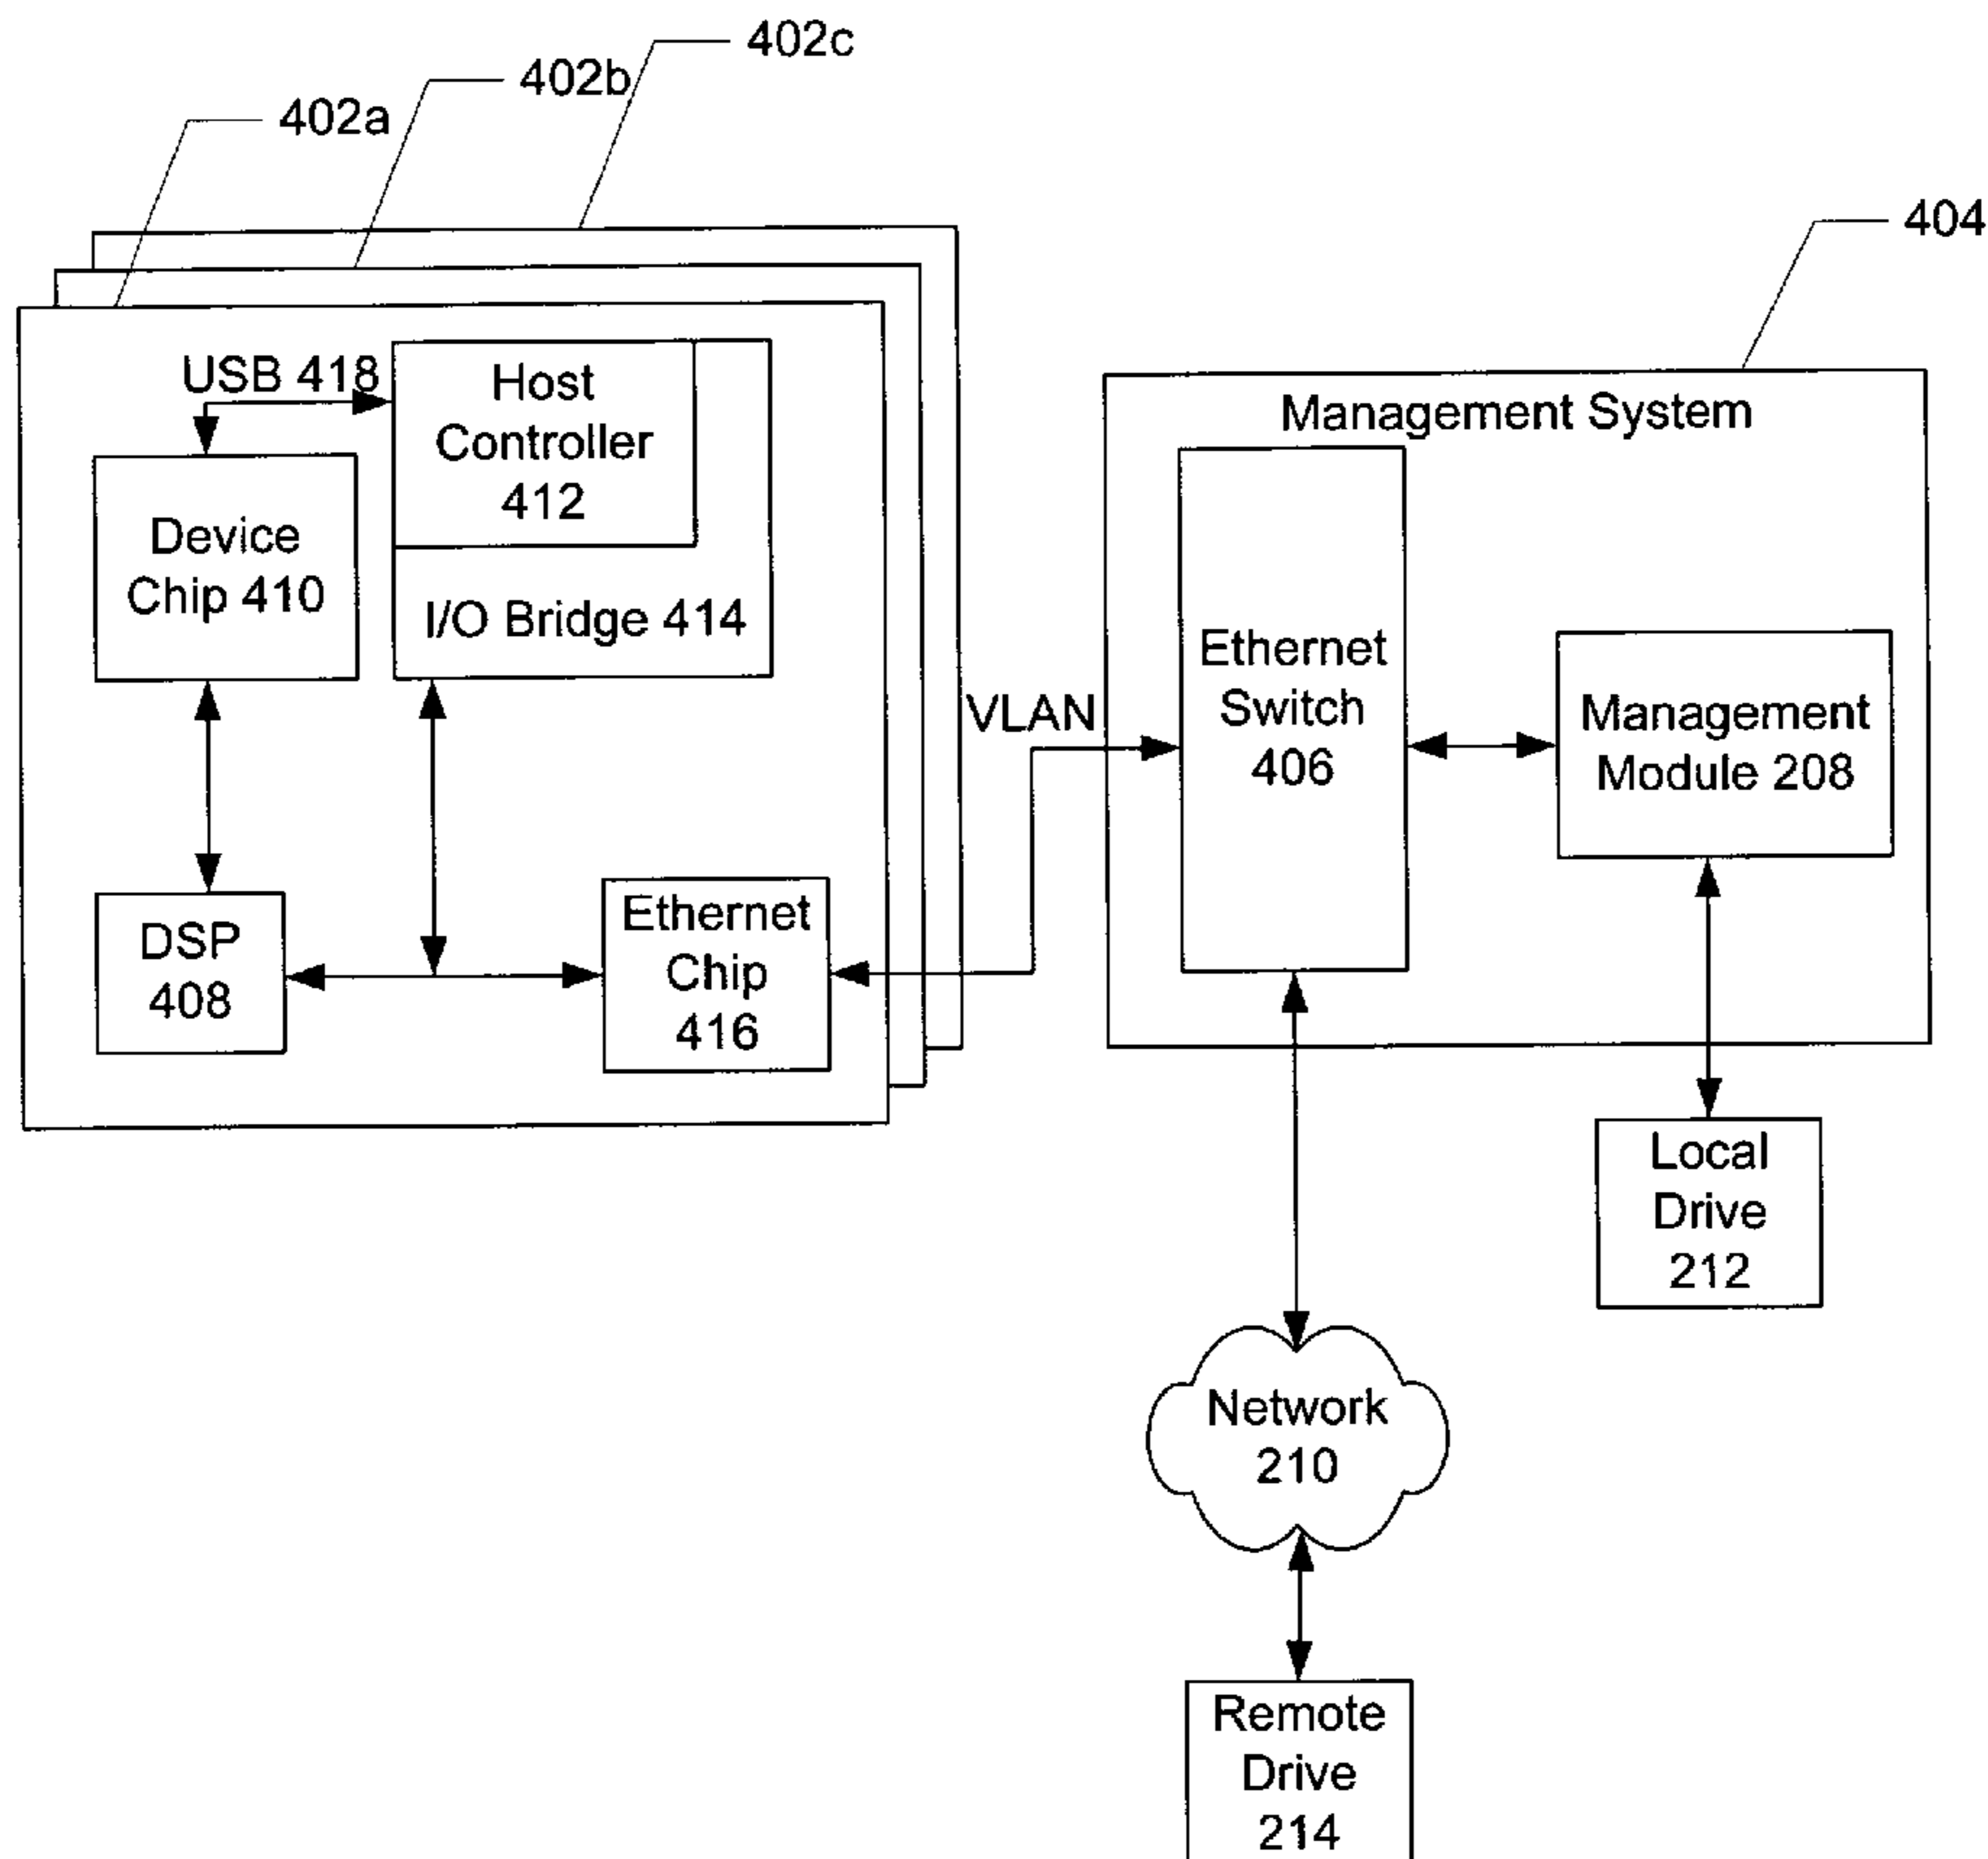 402c
402b
402a
404
USB 418
Host
Controller
412
Device
Chip 410
I/O Bridge 414
DSP
408
Ethernet
Chip
416
VLAN
Management System
Ethernet
Switch
406
Management
Module 208
Local
Drive
212
Network
210
Remote
Drive
214